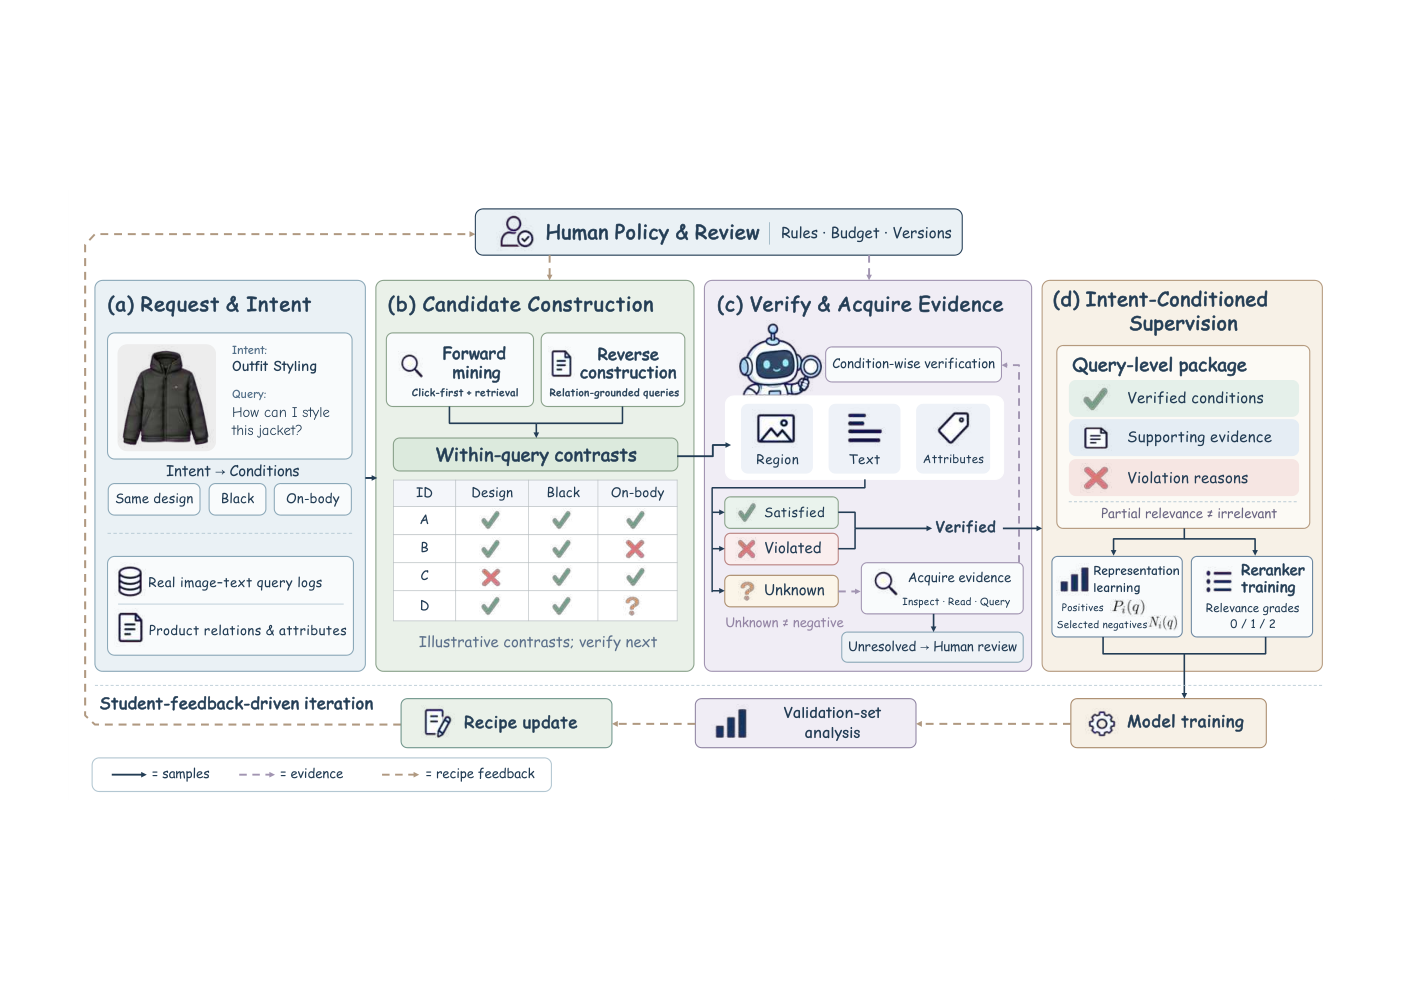 Human Policy & Review | Rules · Budget · Versions
(a) Request & Intent
Intent:
Outfit Styling
Query:
How can I style
this jacket?
Intent → Conditions
Same design
Black
On-body
Real image-text query logs
Product relations & attributes
(b) Candidate Construction
Forward
mining
Click-first + retrieval
Reverse
construction
Relation-grounded queries
Within-query contrasts
ID Design Black On-body
A ✓ ✓ ✓
B ✓ ✓ ✗
C ✗ ✓ ✓
D ✓ ✓ ?
Illustrative contrasts; verify next
(c) Verify & Acquire Evidence
Condition-wise verification
Region
Text
Attributes
Satisfied
Violated
Verified
? Unknown
Unknown ≠ negative
Acquire evidence
Inspect · Read · Query
Unresolved → Human review
(d) Intent-Conditioned
Supervision
Query-level package
Verified conditions
Supporting evidence
Violation reasons
Partial relevance ≠ irrelevant
Representation
learning
Positives P_i(q)
Selected negatives N_i(q)
Reranker
training
Relevance grades
0 / 1 / 2
Student-feedback-driven iteration
Recipe update
Validation-set
analysis
Model training
= samples
= evidence
= recipe feedback